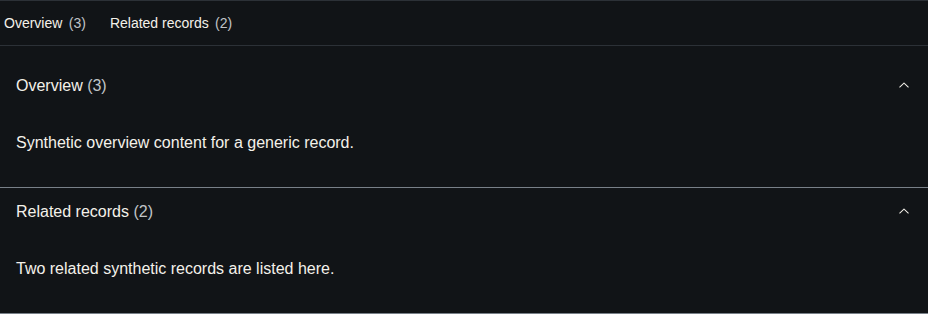 Overview (3) Related records (2)
Overview (3)
Synthetic overview content for a generic record.
Related records (2)
Two related synthetic records are listed here.